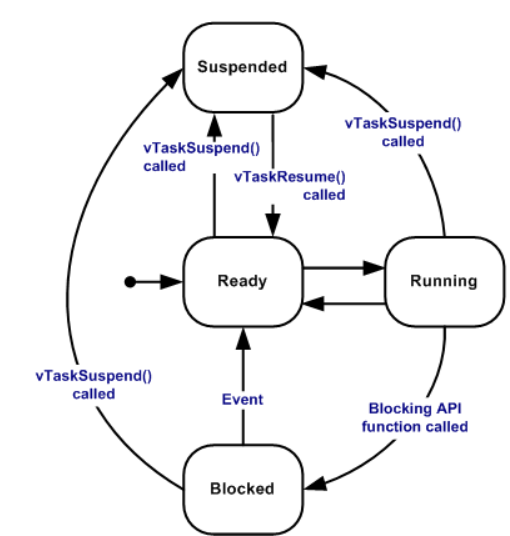 Suspended
vTaskSuspend()
called
vTaskSuspend()
called
vTaskResume()
called
Ready
Running
vTaskSuspend()
called
Event
Blocking API
function called
Blocked